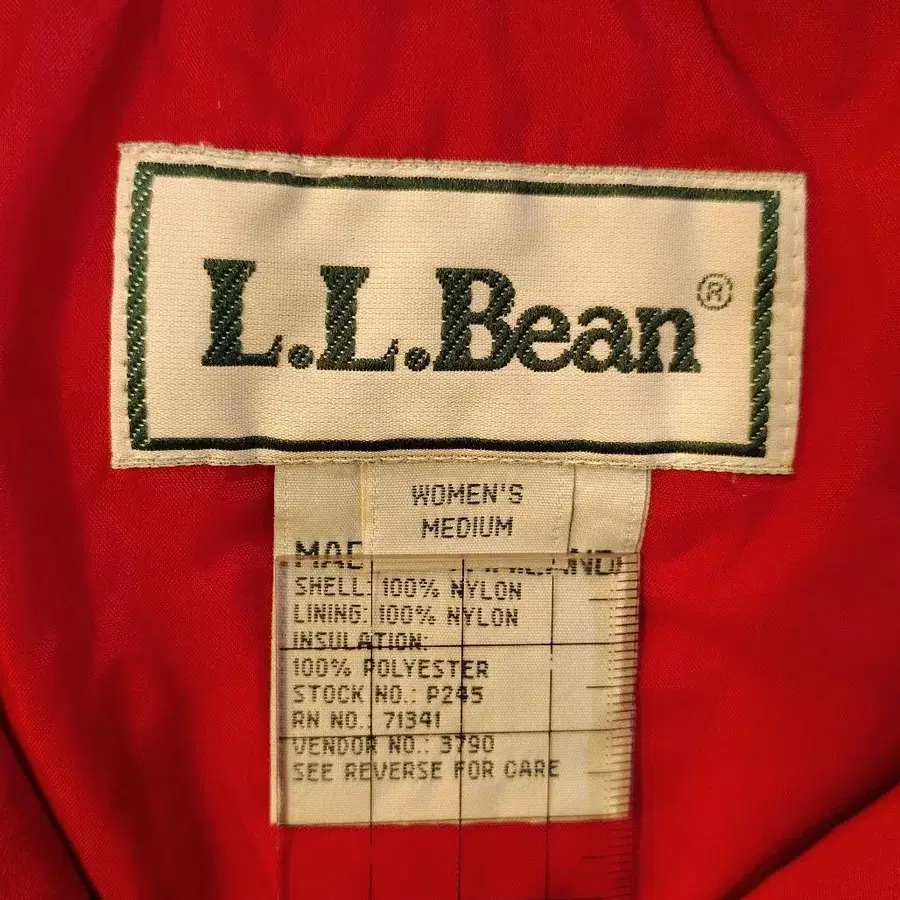 L.L.Bean®
WOMEN'S
MEDIUM
SHELL: 100% NYLON
LINING: 100% NYLON
INSULATION:
100% POLYESTER
STOCK NO.: P245
RN NO.: 71341
VENDOR NO.: 3790
SEE REVERSE FOR CARE